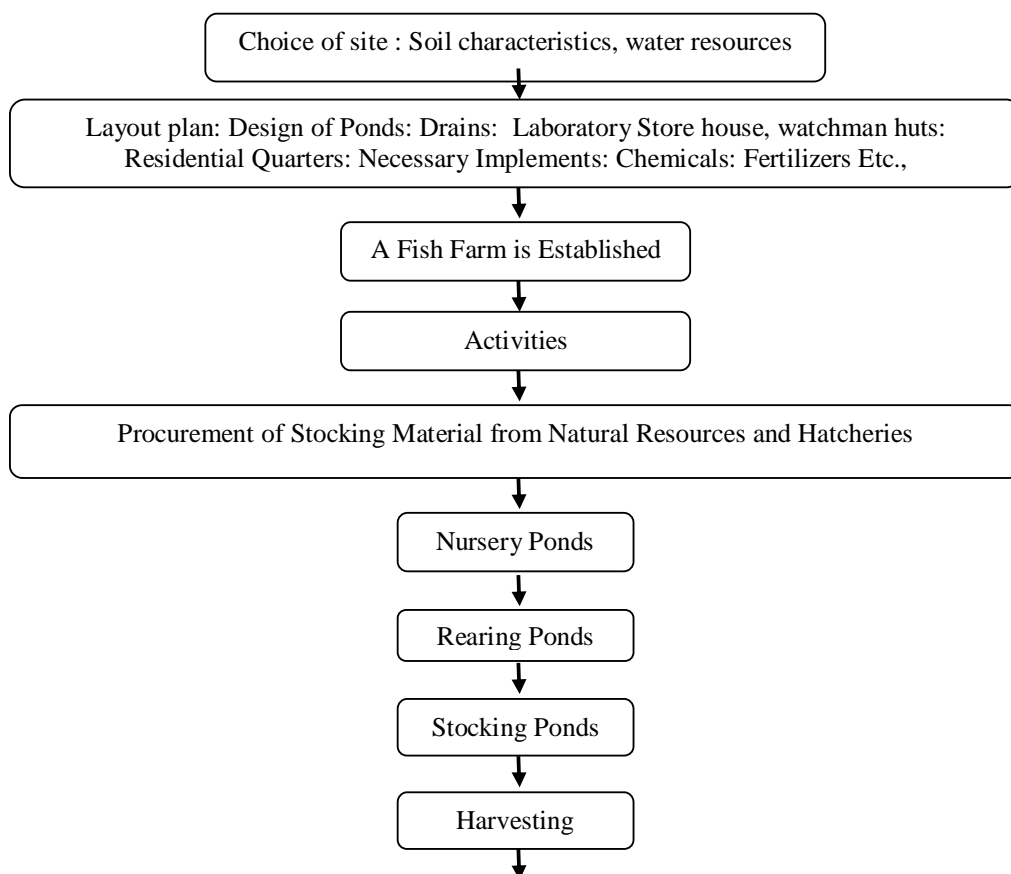 Choice of site : Soil characteristics, water resources
Layout plan: Design of Ponds: Drains: Laboratory Store house, watchman huts:
Residential Quarters: Necessary Implements: Chemicals: Fertilizers Etc.,
A Fish Farm is Established
Activities
Procurement of Stocking Material from Natural Resources and Hatcheries
Nursery Ponds
Rearing Ponds
Stocking Ponds
Harvesting